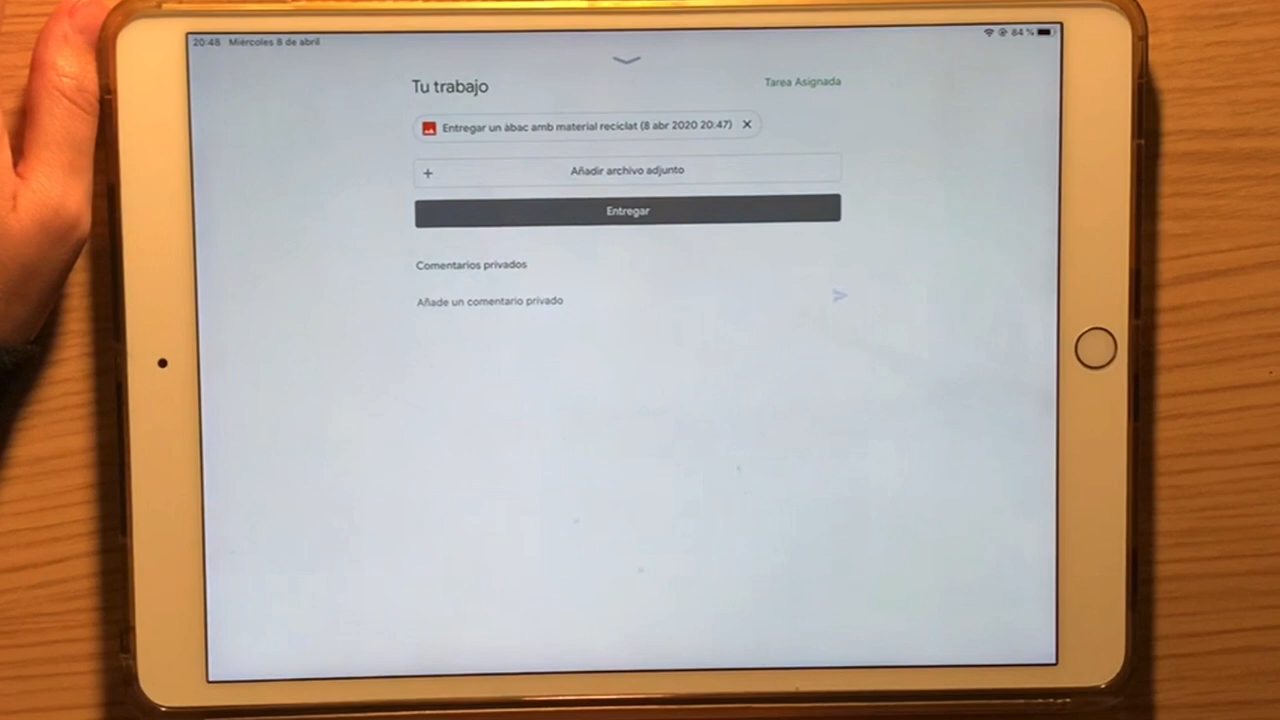 20:48 Miércoles 8 de abril
84 %
Tu trabajo
Tarea Asignada
Entregar un àbac amb material reciclat (8 abr 2020 20:47)
Añadir archivo adjunto
Entregar
Comentarios privados
Añade un comentario privado